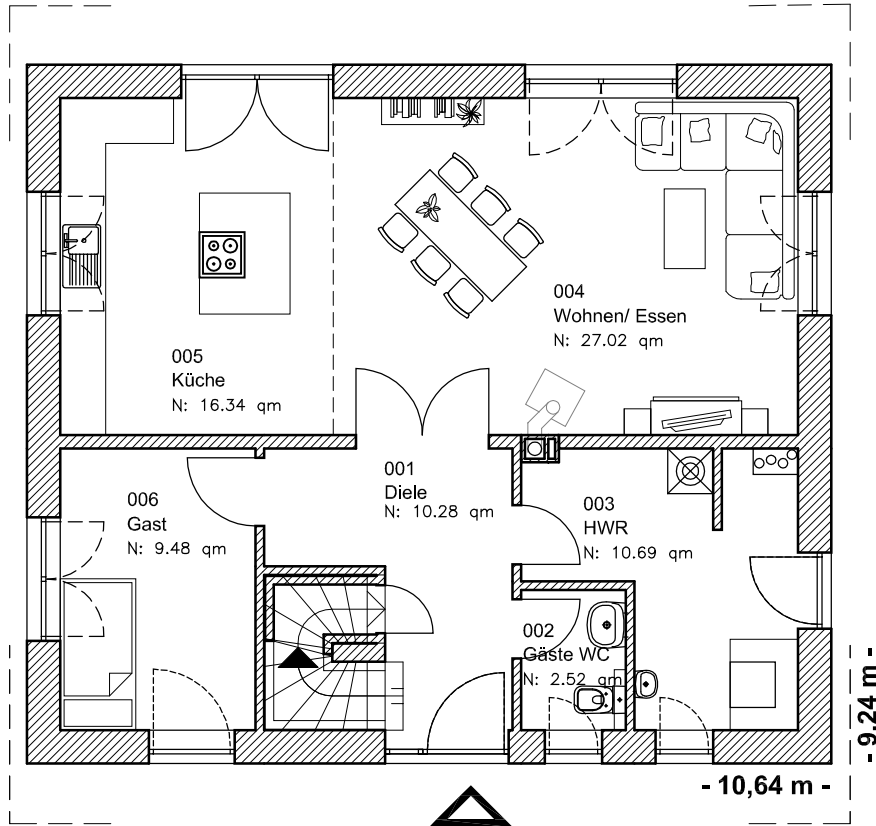 004
Wohnen/ Essen
N: 27.02 qm
005
Küche
N: 16.34 qm
001
Diele
N: 10.28 qm
006
Gast
N: 9.48 qm
003
HWR
N: 10.69 qm
002
Gäste WC
N: 2.52 qm
- 9,24 m -
- 10,64 m -